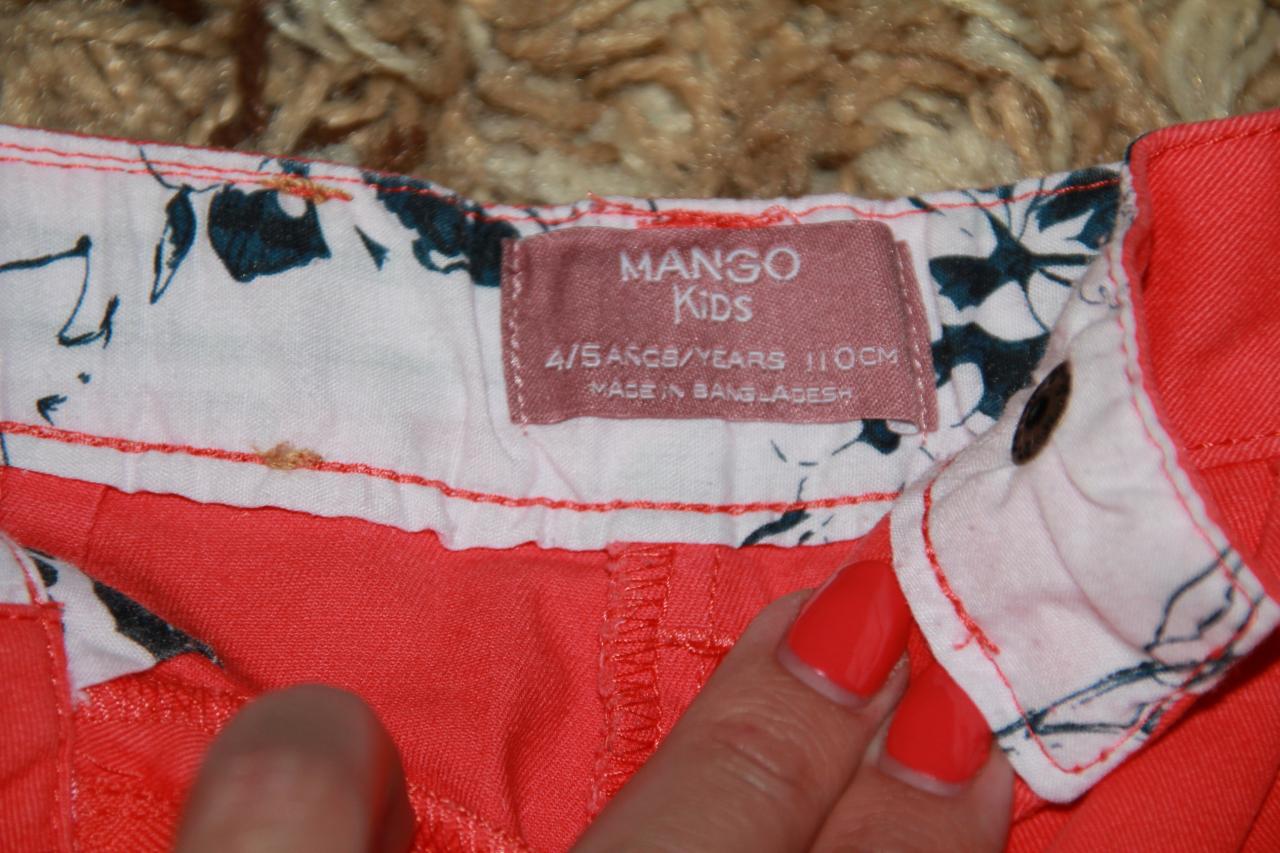 MANGO
KiDS
4/5 AÑOS/YEARS 110CM
MADE IN BANGLADESH